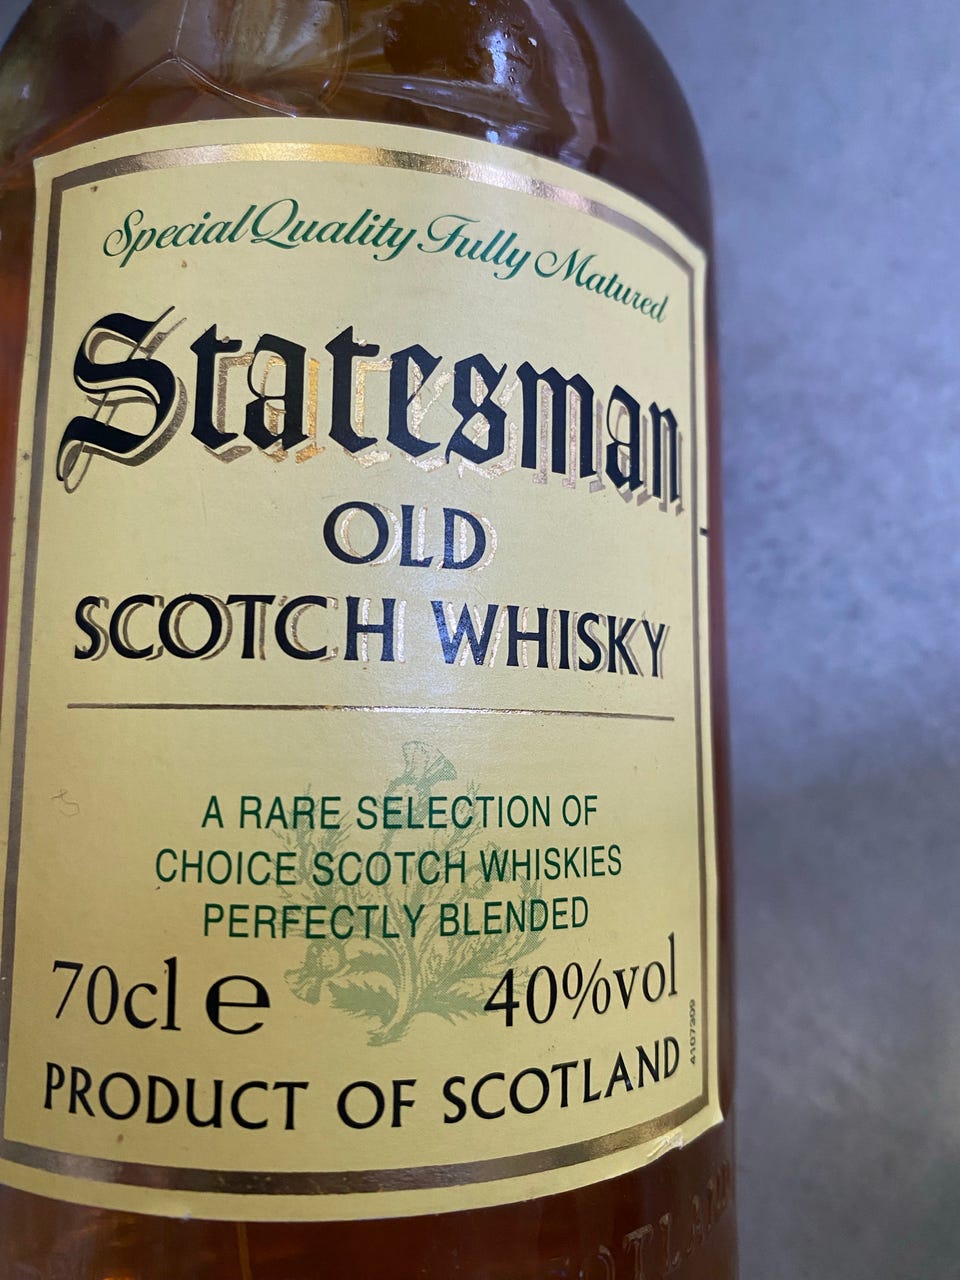 Special Quality Fully Matured
Statesman
OLD
SCOTCH WHISKY
A RARE SELECTION OF
CHOICE SCOTCH WHISKIES
PERFECTLY BLENDED
70cl e 40%vol
4107309
PRODUCT OF SCOTLAND